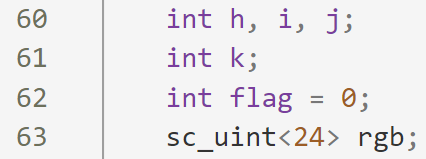 60 int h, i, j;
61 int k;
62 int flag = 0;
63 sc_uint<24> rgb;